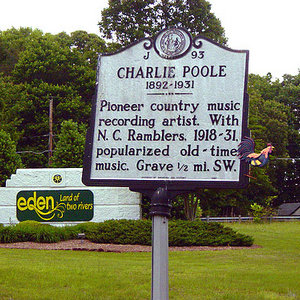 J 93
CHARLIE POOLE
1892-1931
Pioneer country music
recording artist. With
N. C. Ramblers, 1918-31,
popularized old-time
music. Grave ½ mi. SW.
eden
Land of
two rivers